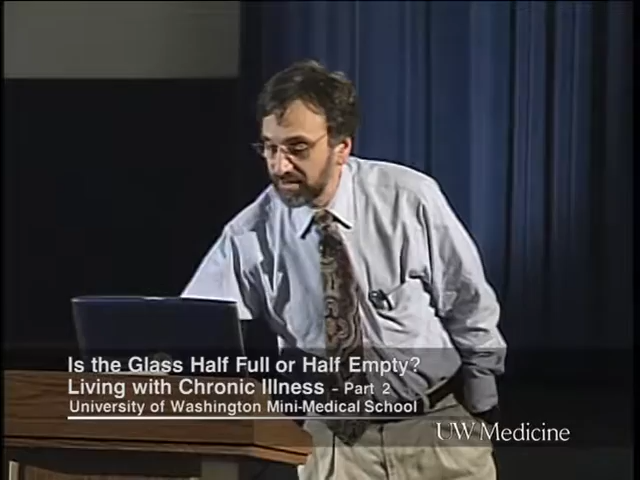 Is the Glass Half Full or Half Empty?
Living with Chronic Illness - Part 2
University of Washington Mini-Medical School
UW Medicine